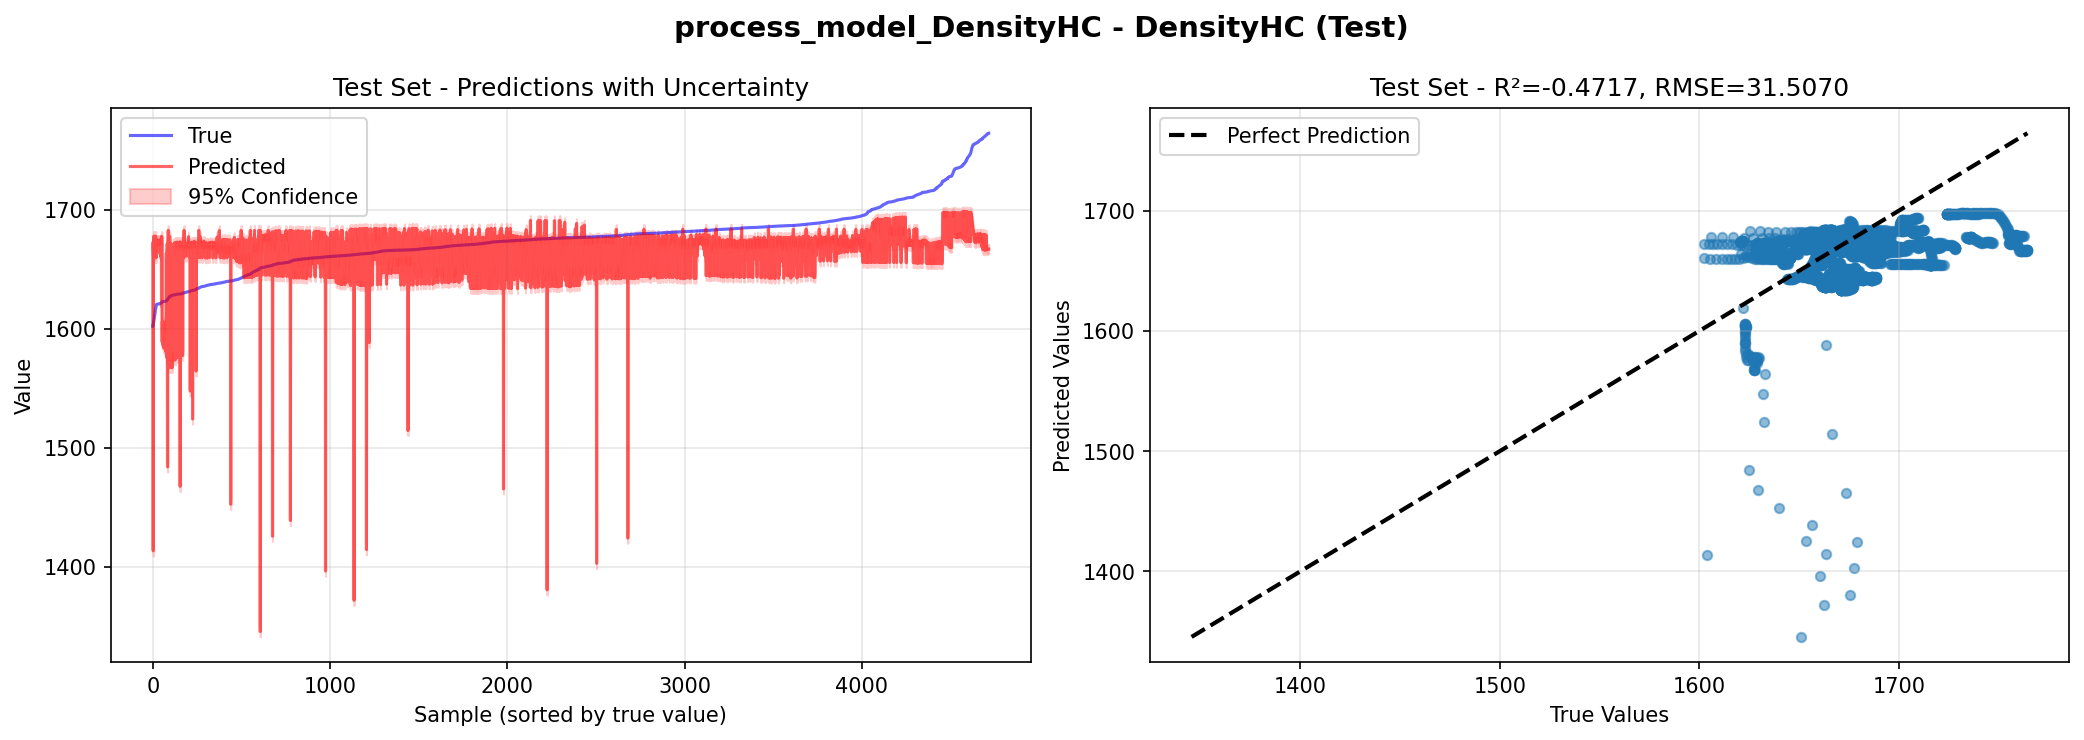 process_model_DensityHC - DensityHC (Test)
Test Set - Predictions with Uncertainty
True
Predicted
95% Confidence
Value
1700
1600
1500
1400
0
1000
2000
3000
4000
Sample (sorted by true value)
Test Set - R²=-0.4717, RMSE=31.5070
Perfect Prediction
Predicted Values
1700
1600
1500
1400
1400
1500
1600
1700
True Values